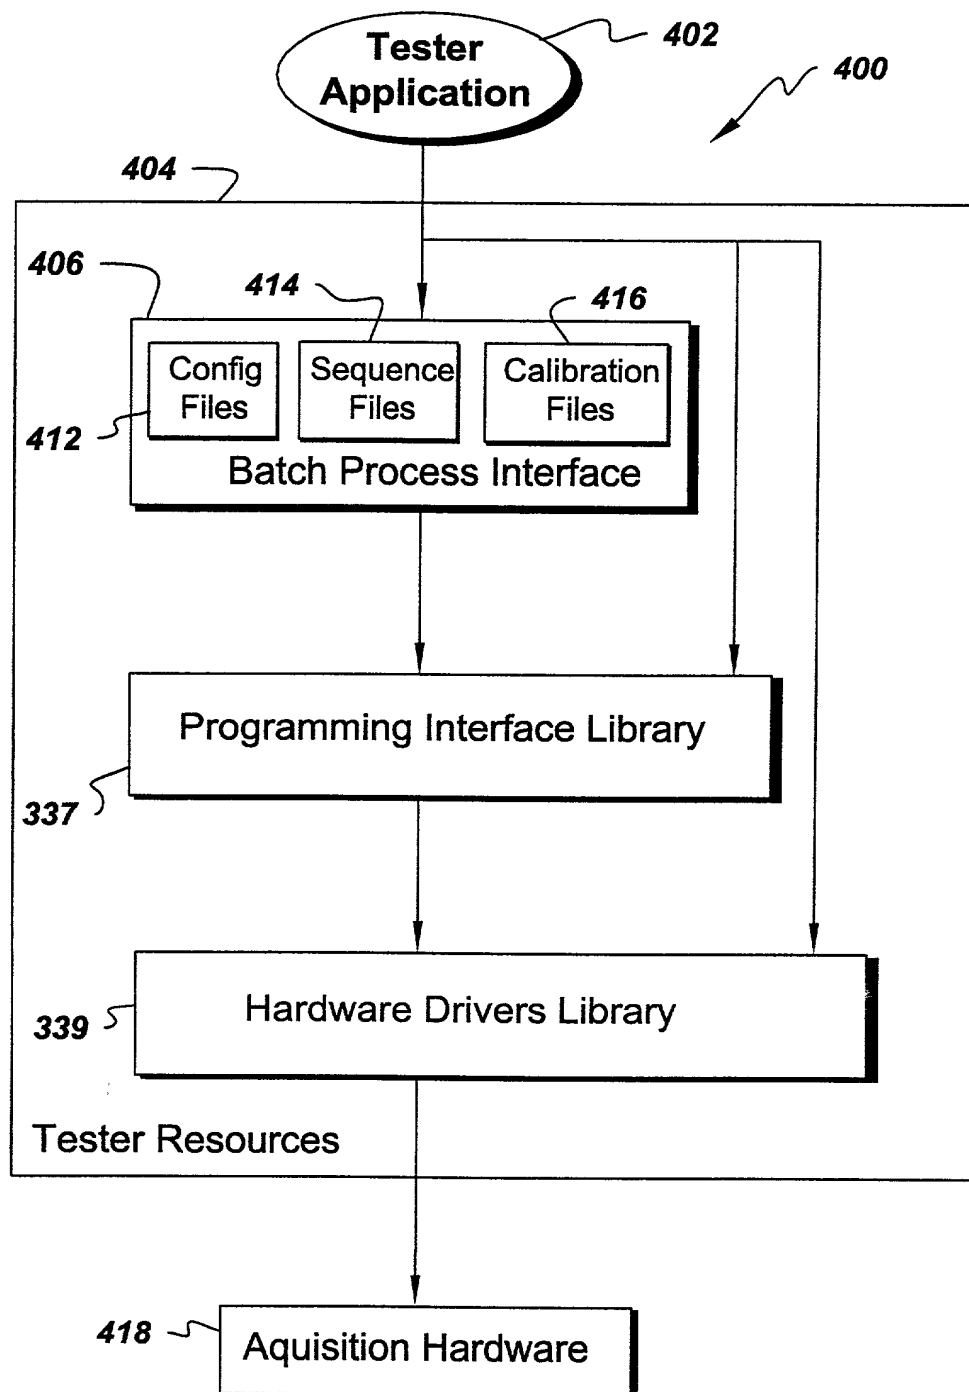 Tester
Application
402
400
404
406
414
416
Config
Files
Sequence
Files
Calibration
Files
412
Batch Process Interface
Programming Interface Library
337
Hardware Drivers Library
339
Tester Resources
418
Aquisition Hardware